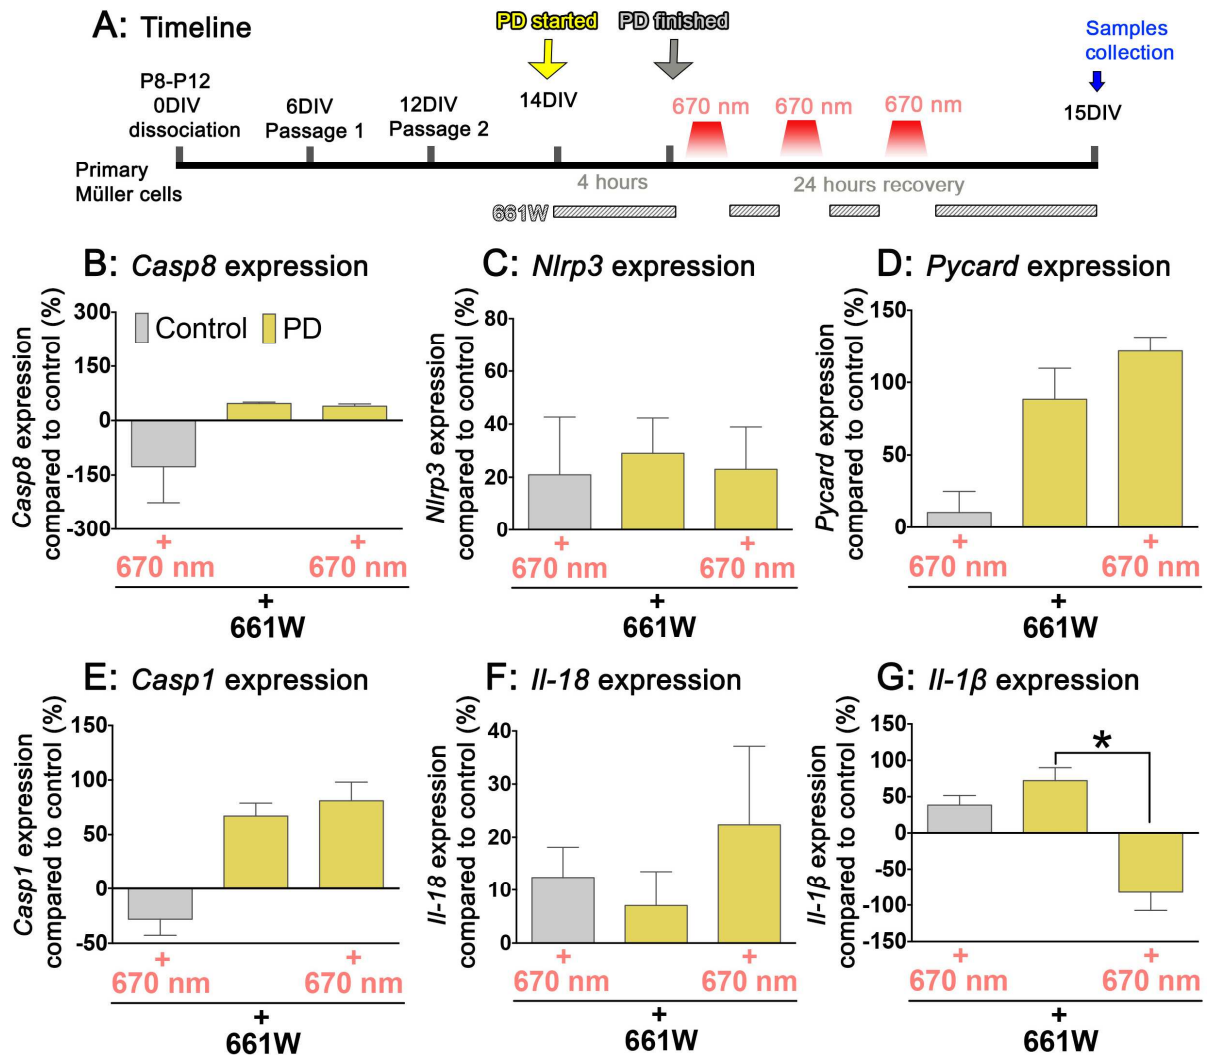 A: Timeline
PD started
PD finished
Samples
collection
P8-P12
0DIV
dissociation
6DIV
Passage 1
12DIV
Passage 2
14DIV
670 nm
670 nm
670 nm
15DIV
Primary
Müller cells
4 hours
24 hours recovery
661W
B: Casp8 expression
Casp8 expression
compared to control (%)
300
150
0
-150
-300
Control
PD
+
670 nm
+
670 nm
+
661W
C: Nlrp3 expression
Nlrp3 expression
compared to control (%)
80
60
40
20
0
+
670 nm
+
670 nm
+
661W
D: Pycard expression
Pycard expression
compared to control (%)
150
100
50
0
+
670 nm
+
670 nm
+
661W
E: Casp1 expression
Casp1 expression
compared to control (%)
150
100
50
0
-50
+
670 nm
+
670 nm
+
661W
F: Il-18 expression
Il-18 expression
compared to control (%)
40
30
20
10
0
+
670 nm
+
670 nm
+
661W
G: Il-1β expression
Il-1β expression
compared to control (%)
150
100
50
0
-50
-100
-150
*
+
670 nm
+
670 nm
+
661W